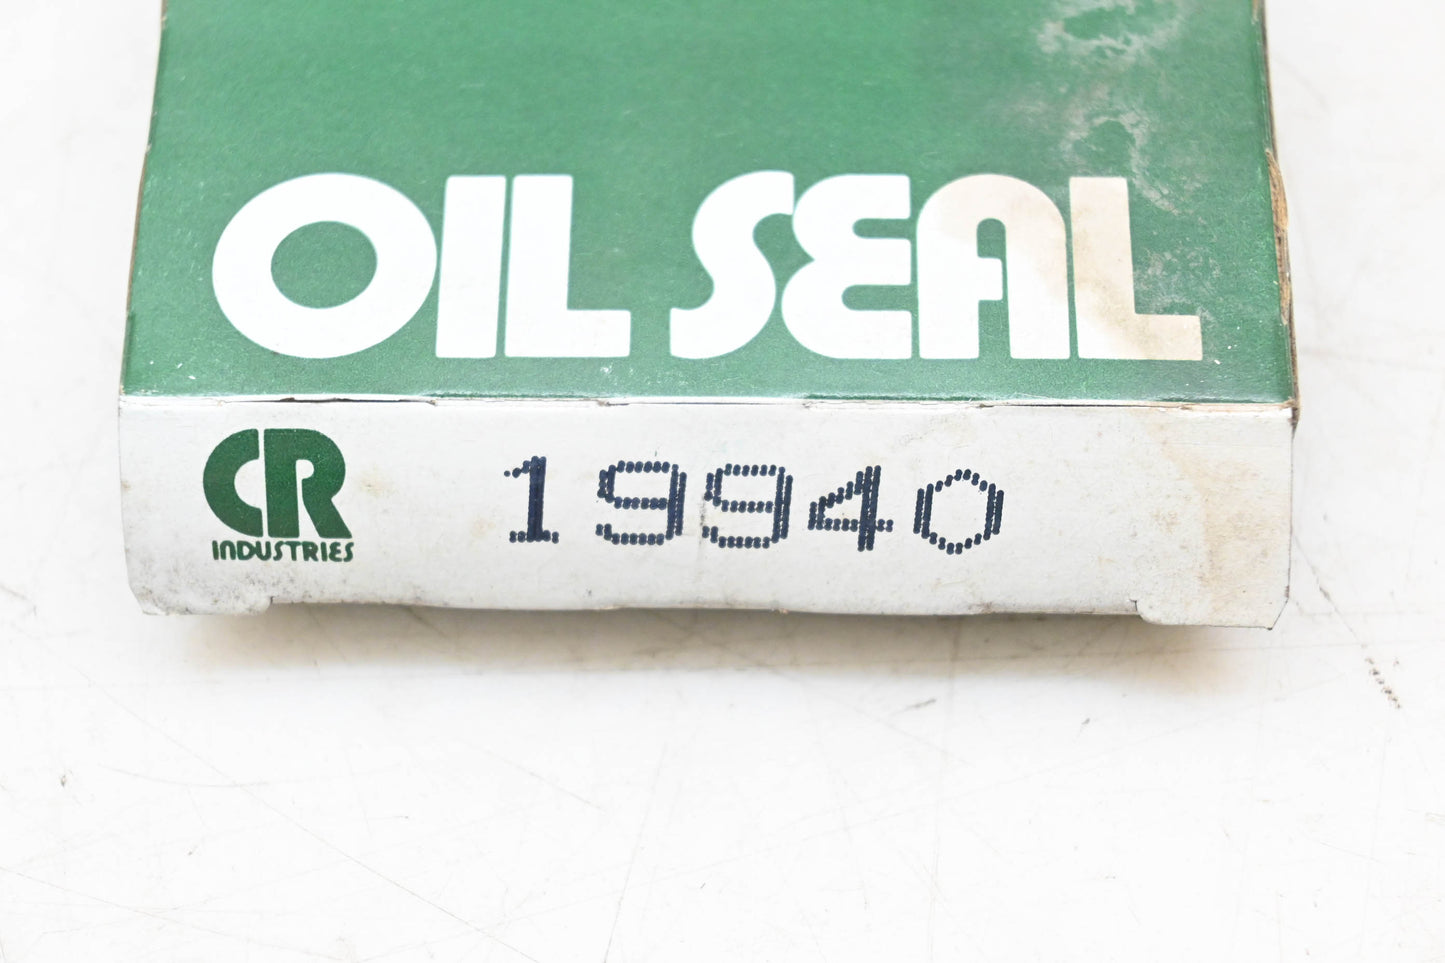 OIL SEAL
CR
INDUSTRIES
19940